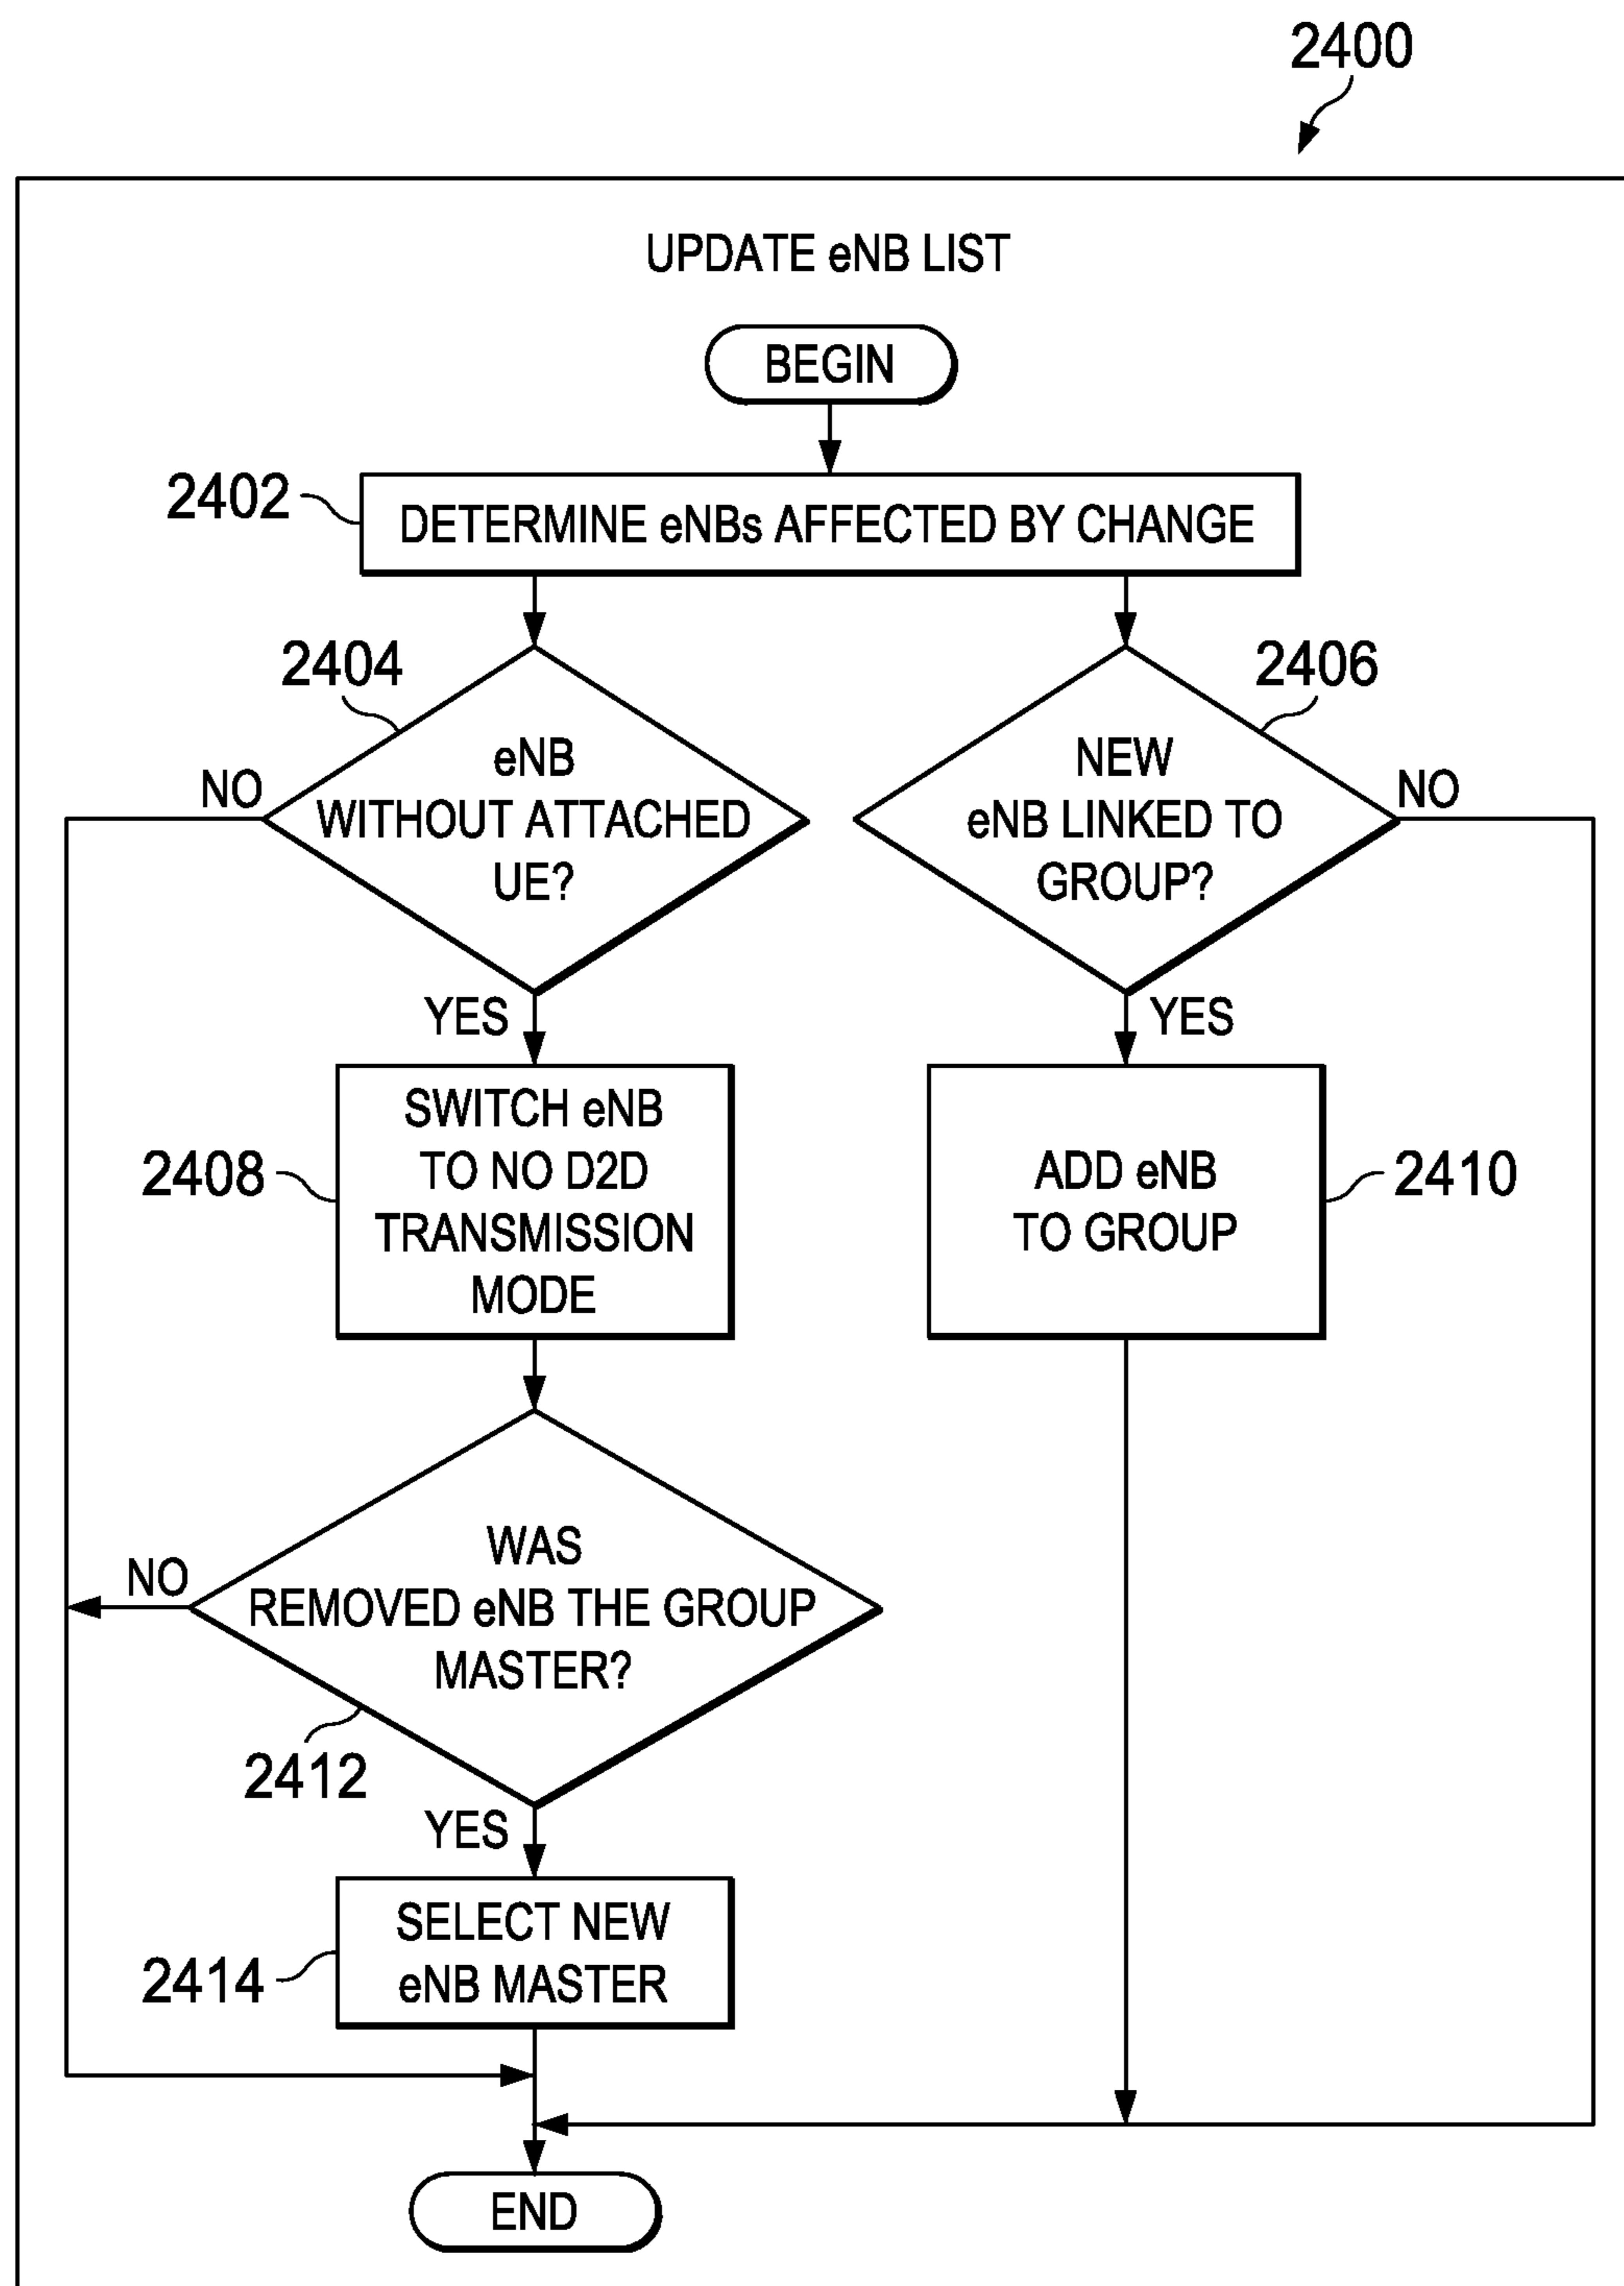 2400
UPDATE eNB LIST
BEGIN
2402
DETERMINE eNBs AFFECTED BY CHANGE
2404
2406
NO
eNB
WITHOUT ATTACHED
UE?
NEW
eNB LINKED TO
GROUP?
NO
YES
YES
2408
SWITCH eNB
TO NO D2D
TRANSMISSION
MODE
ADD eNB
TO GROUP
2410
NO
WAS
REMOVED eNB THE GROUP
MASTER?
2412
YES
2414
SELECT NEW
eNB MASTER
END